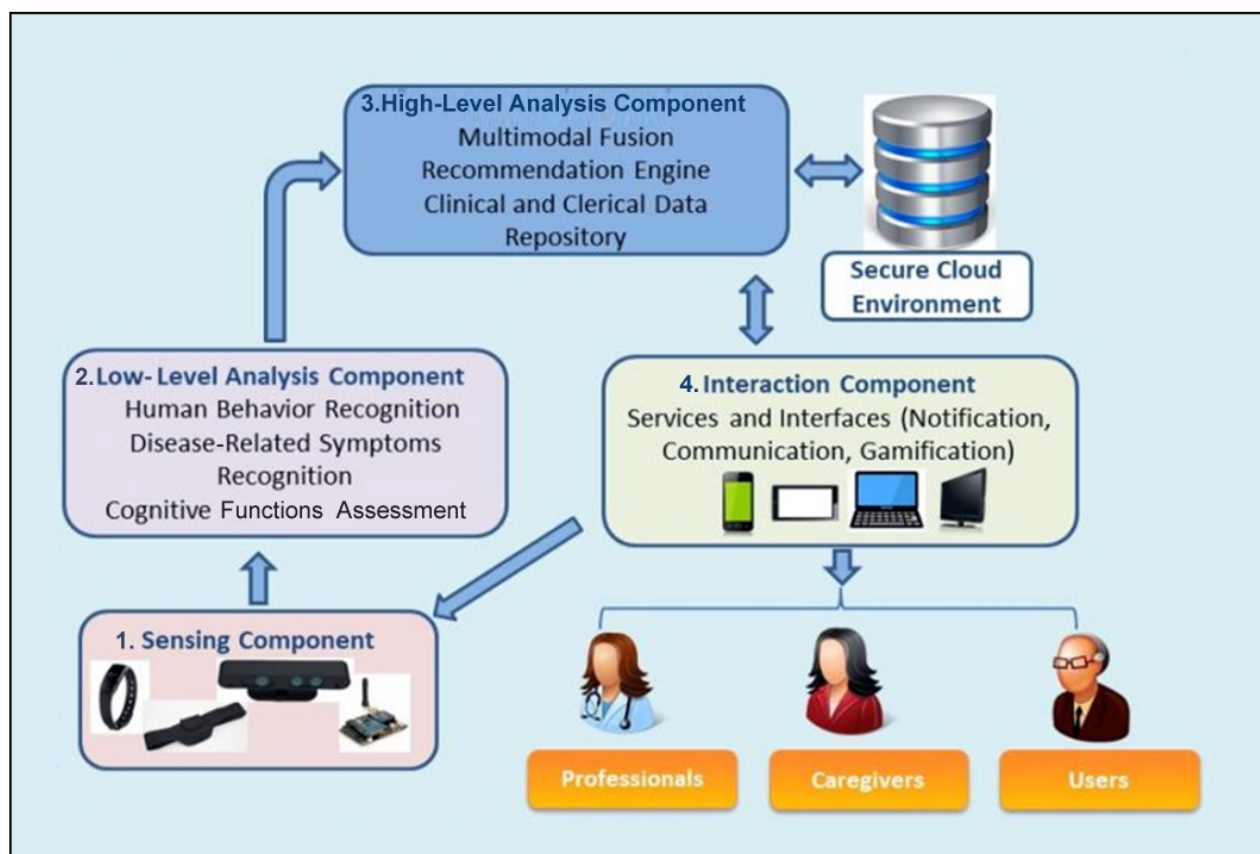 3.High-Level Analysis Component
Multimodal Fusion
Recommendation Engine
Clinical and Clerical Data
Repository
Secure Cloud
Environment
2.Low- Level Analysis Component
Human Behavior Recognition
Disease-Related Symptoms
Recognition
Cognitive Functions Assessment
4. Interaction Component
Services and Interfaces (Notification,
Communication, Gamification)
1. Sensing Component
Professionals
Caregivers
Users